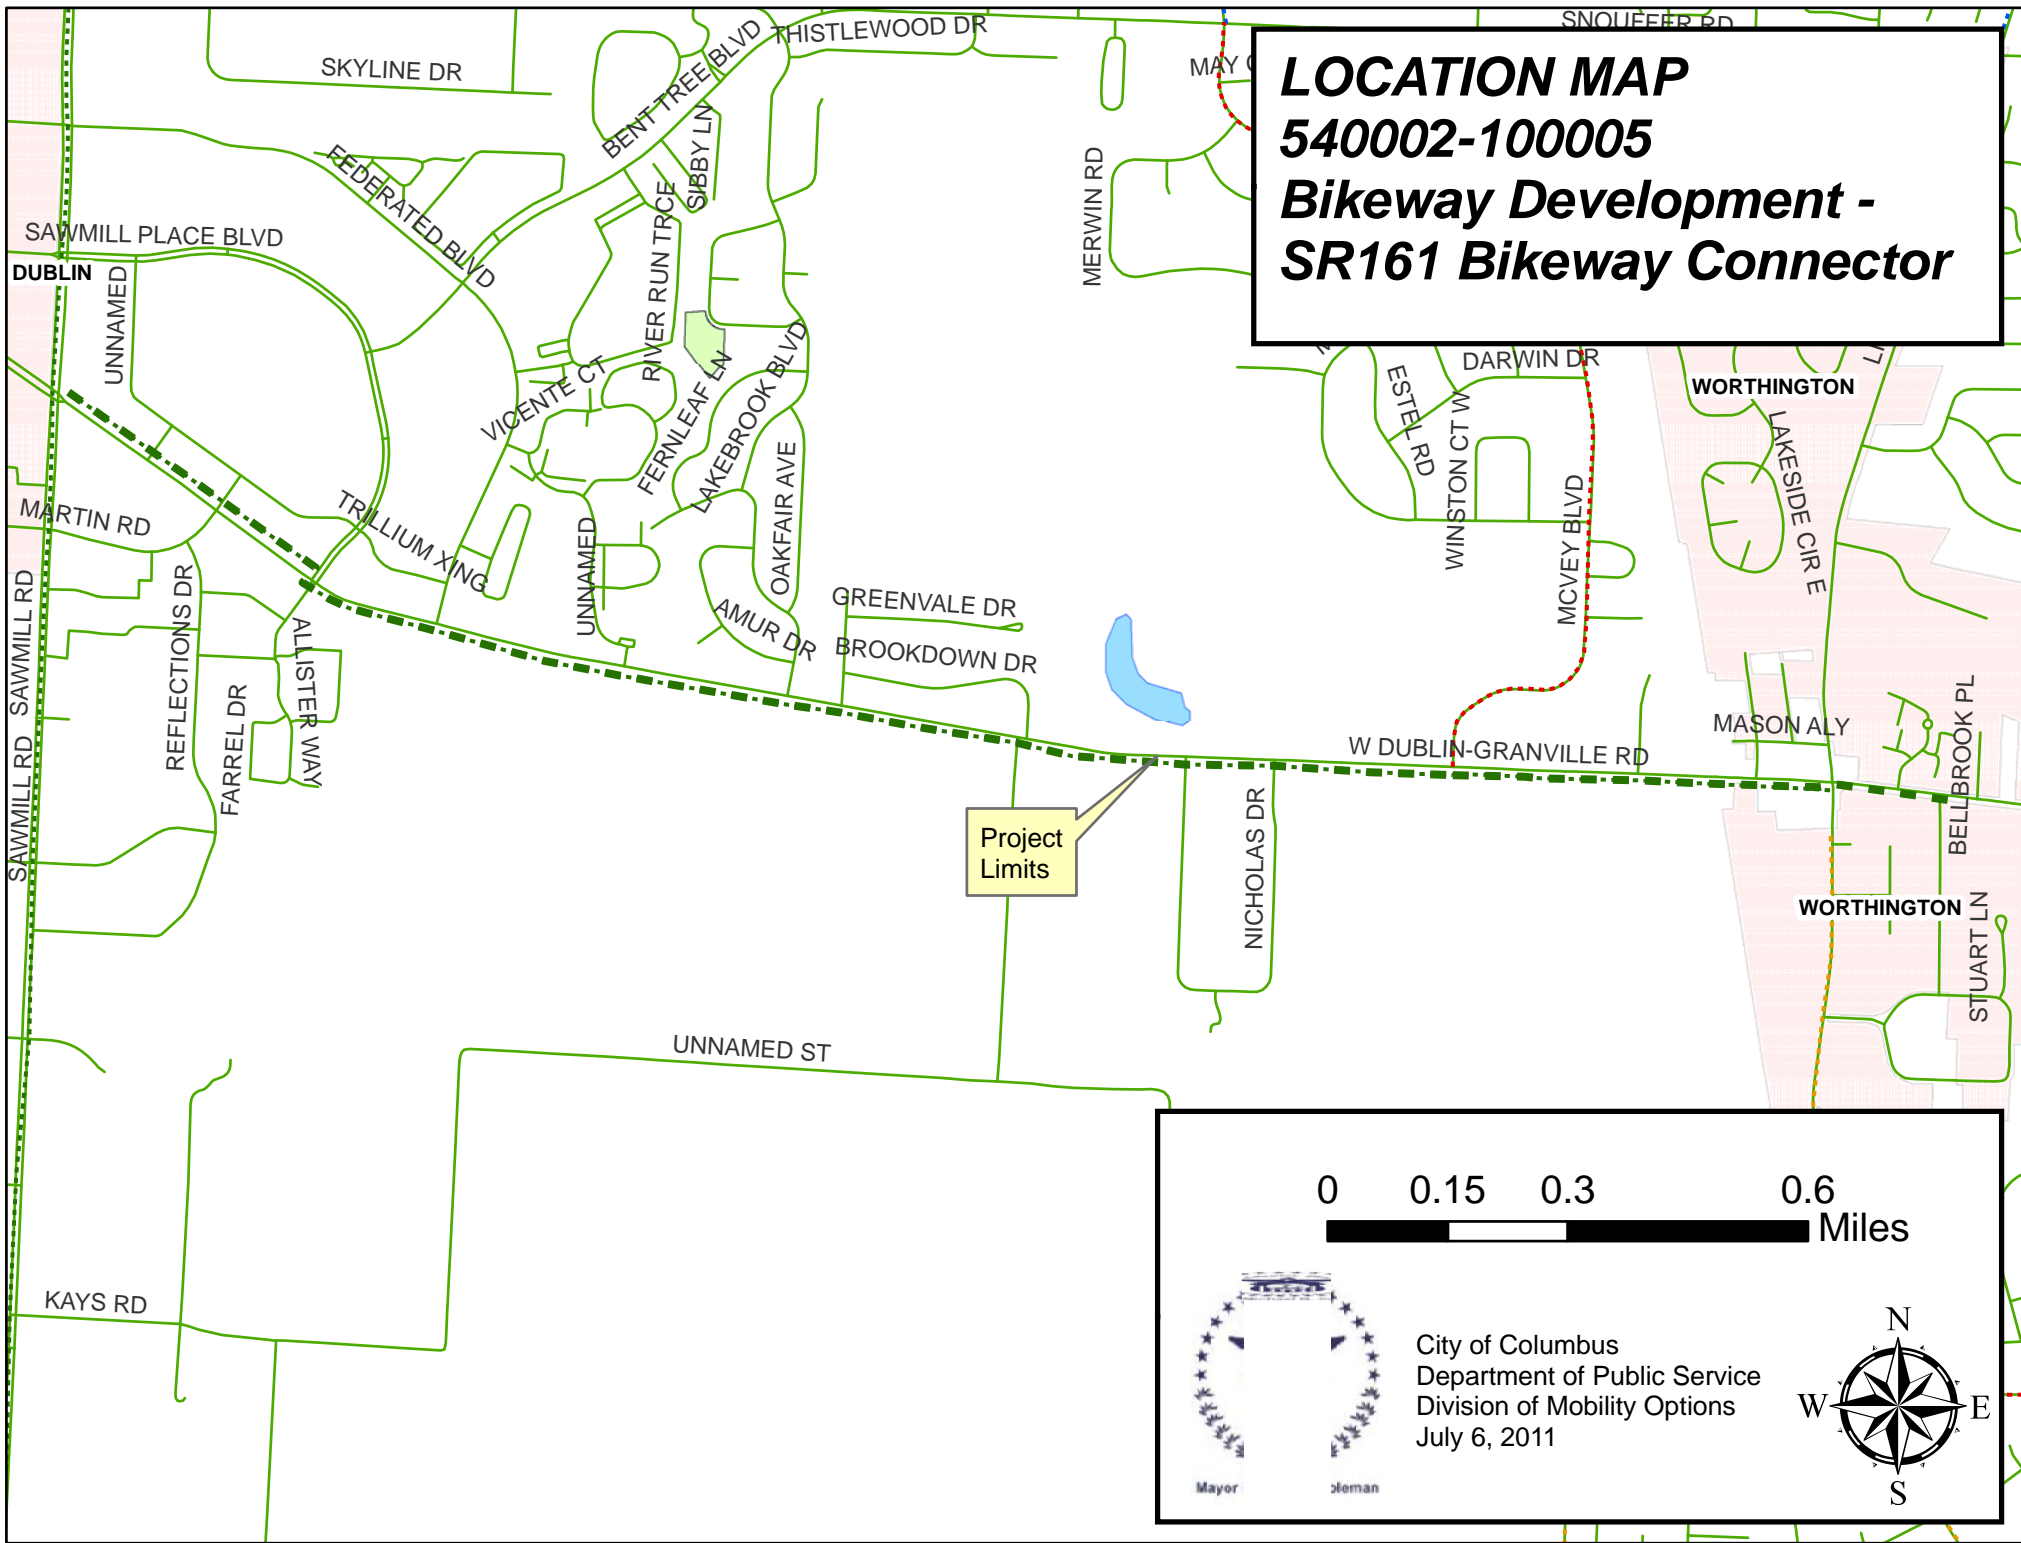 SNOUFFER RD
THISTLEWOOD DR
SKYLINE DR
BENT TREE BLVD
MAY
LOCATION MAP
540002-100005
Bikeway Development -
SR161 Bikeway Connector
SIBBY LN
FEDERATED BLVD
MERWIN RD
SAWMILL PLACE BLVD
DUBLIN
UNNAMED
RIVER RUN TRCE
VICENTE CT
FERNLEAF LN
LAKEBROOK BLVD
OAKFAIR AVE
DARWIN DR
ESTEL RD
WINSTON CT W
WORTHINGTON
LAKESIDE CIR E
MCVEY BLVD
MARTIN RD
TRILLIUM XING
UNNAMED
AMUR DR
GREENVALE DR
BROOKDOWN DR
SAWMILL RD
SAWMILL RD
REFLECTIONS DR
FARREL DR
ALLISTER WAY
W DUBLIN-GRANVILLE RD
MASON ALY
BELLBROOK PL
Project
Limits
NICHOLAS DR
WORTHINGTON
STUART LN
UNNAMED ST
KAYS RD
0 0.15 0.3 0.6
Miles
City of Columbus
Department of Public Service
Division of Mobility Options
July 6, 2011
Mayor
oleman
N
W E
S